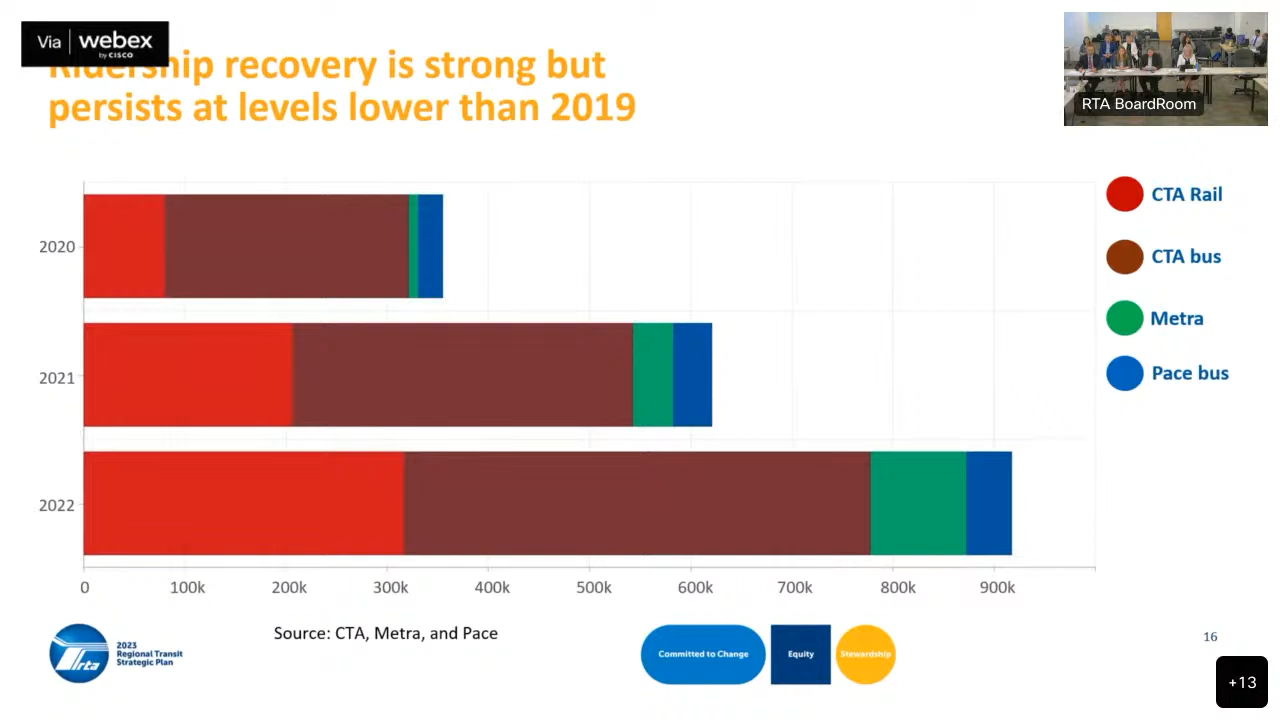 Via webex
by CISCO
Ridership recovery is strong but
persists at levels lower than 2019
RTA BoardRoom
CTA Rail
CTA bus
Metra
Pace bus
2020
2021
2022
0 100k 200k 300k 400k 500k 600k 700k 800k 900k
Source: CTA, Metra, and Pace
rta
2023
Regional Transit
Strategic Plan
Committed to Change
Equity
Stewardship
16
+13